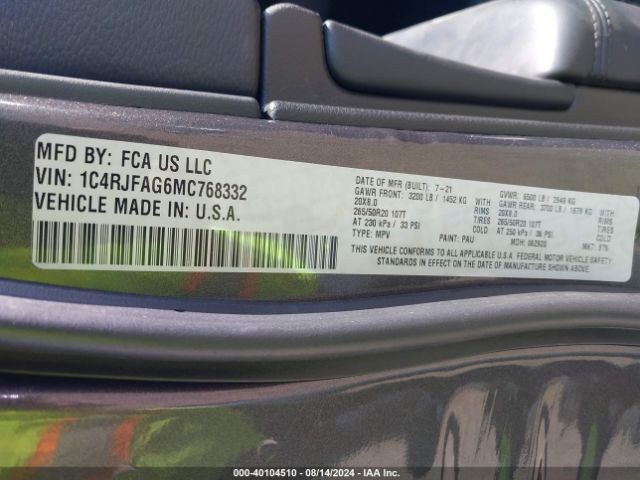 MFD BY: FCA US LLC
VIN: 1C4RJFAG6MC768332
VEHICLE MADE IN: U.S.A.
DATE OF MFR (BUILT): 7-21 GVWR: 6500 LB / 2949 KG
GAWR FRONT: 3200 LB / 1452 KG WITH GAWR REAR: 3700 LB / 1678 KG WITH
20X8.0 RIMS 20X8.0 RIMS
265/50R20 107T TIRES 265/50R20 107T TIRES
AT 230 kPa / 33 PSI COLD AT 250 kPa / 36 PSI COLD
TYPE: MPV PAINT: PAU MDH: MKT:
THIS VEHICLE CONFORMS TO ALL APPLICABLE U.S.A. FEDERAL MOTOR VEHICLE SAFETY
STANDARDS IN EFFECT ON THE DATE OF MANUFACTURE SHOWN ABOVE.
000-40104510 - 08/14/2024 - IAA Inc.